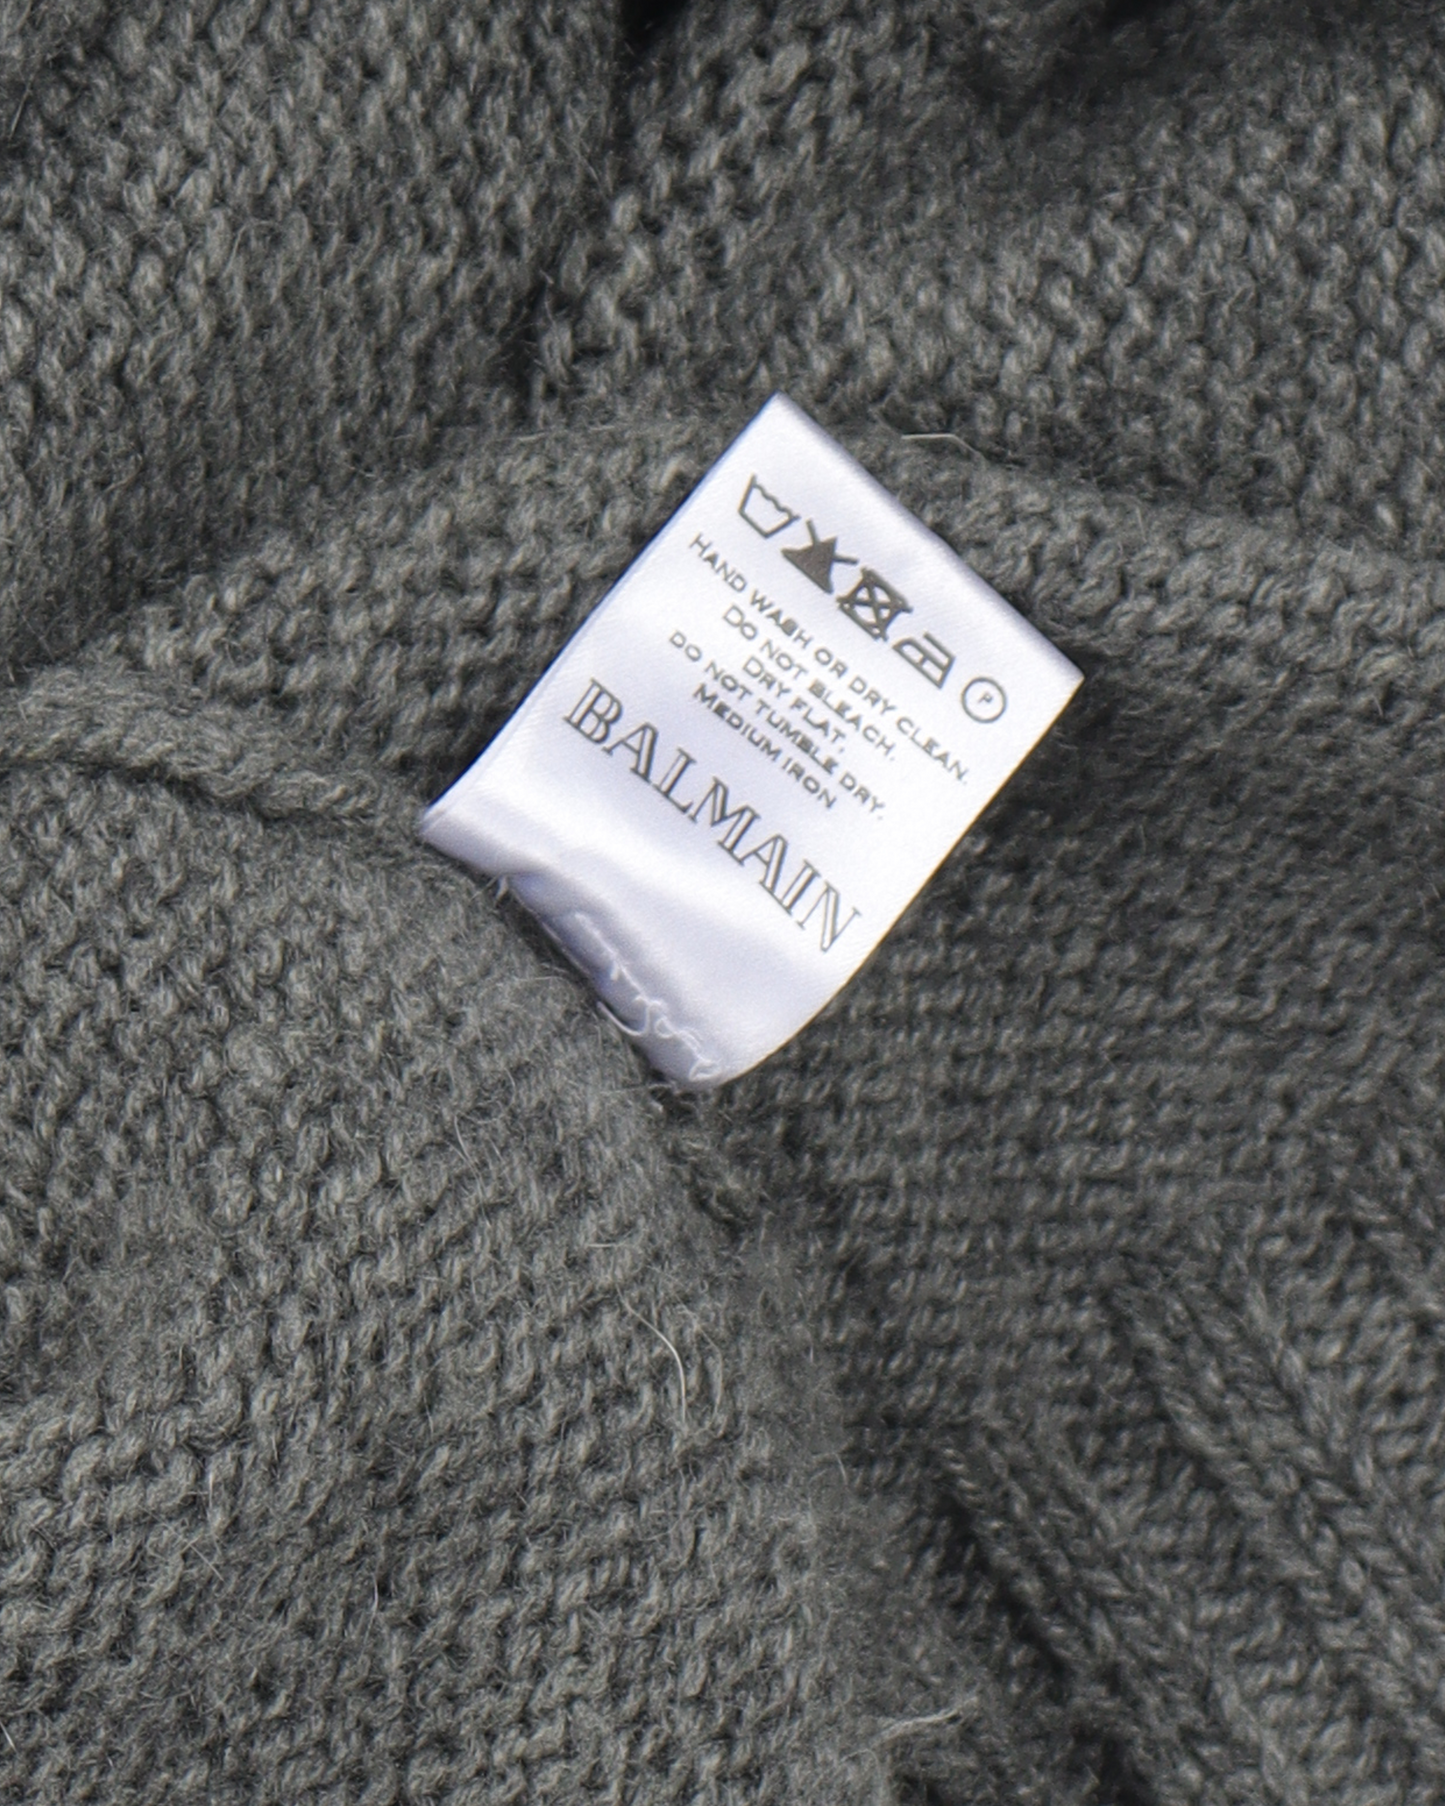 P
HAND WASH OR DRY CLEAN.
DO NOT BLEACH.
DRY FLAT.
DO NOT TUMBLE DRY.
MEDIUM IRON
BALMAIN